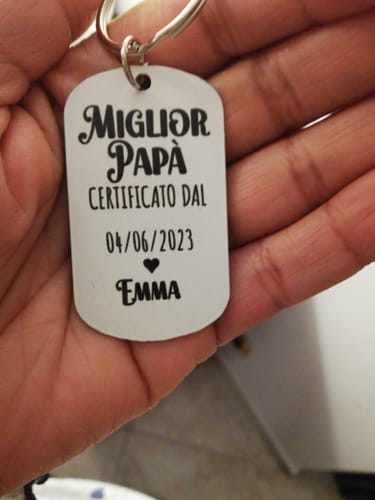 MIGLIOR
PAPÀ
CERTIFICATO DAL
04/06/2023
EMMA